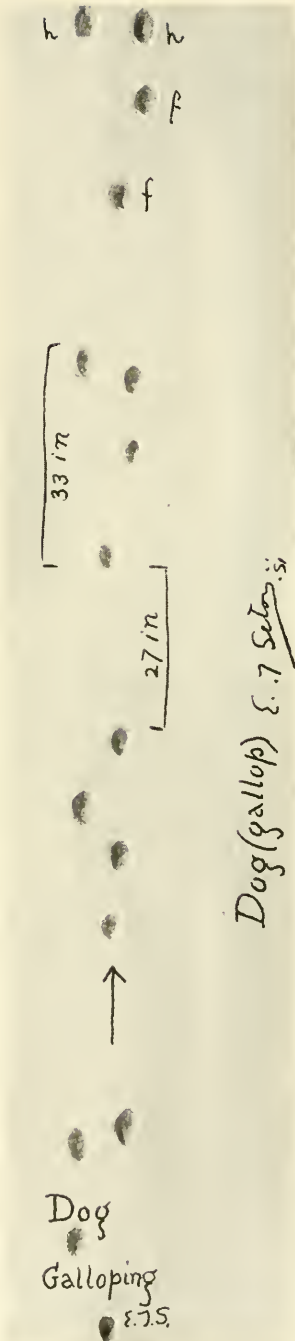 h
h
f
f
33 in
27 in
Dog (gallop) E.T. Seton
Dog
Galloping
E.T.S.